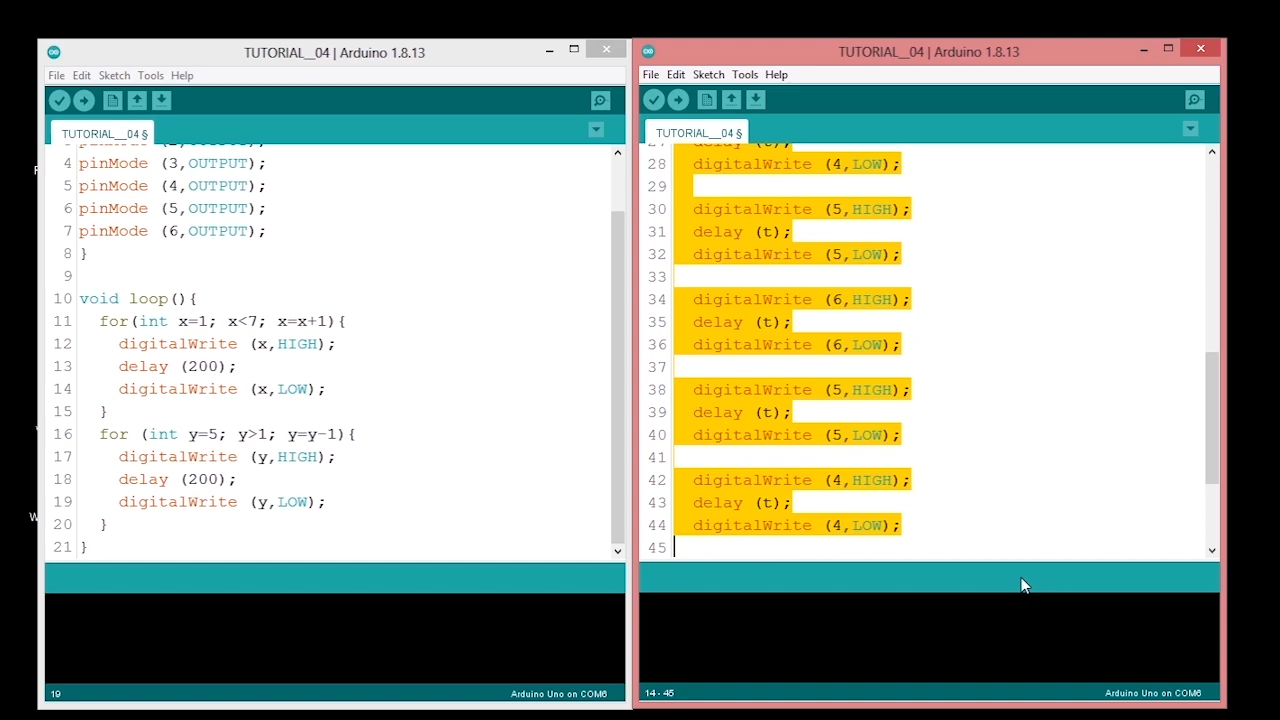 TUTORIAL__04 | Arduino 1.8.13
File Edit Sketch Tools Help
TUTORIAL__04 §
4 pinMode (3,OUTPUT);
5 pinMode (4,OUTPUT);
6 pinMode (5,OUTPUT);
7 pinMode (6,OUTPUT);
8 }
9
10 void loop(){
11 for(int x=1; x<7; x=x+1){
12 digitalWrite (x,HIGH);
13 delay (200);
14 digitalWrite (x,LOW);
15 }
16 for (int y=5; y>1; y=y-1){
17 digitalWrite (y,HIGH);
18 delay (200);
19 digitalWrite (y,LOW);
20 }
21 }
19
Arduino Uno on COM6
TUTORIAL__04 | Arduino 1.8.13
File Edit Sketch Tools Help
TUTORIAL__04 §
27 delay (t);
28 digitalWrite (4,LOW);
29
30 digitalWrite (5,HIGH);
31 delay (t);
32 digitalWrite (5,LOW);
33
34 digitalWrite (6,HIGH);
35 delay (t);
36 digitalWrite (6,LOW);
37
38 digitalWrite (5,HIGH);
39 delay (t);
40 digitalWrite (5,LOW);
41
42 digitalWrite (4,HIGH);
43 delay (t);
44 digitalWrite (4,LOW);
45
14 - 45
Arduino Uno on COM6